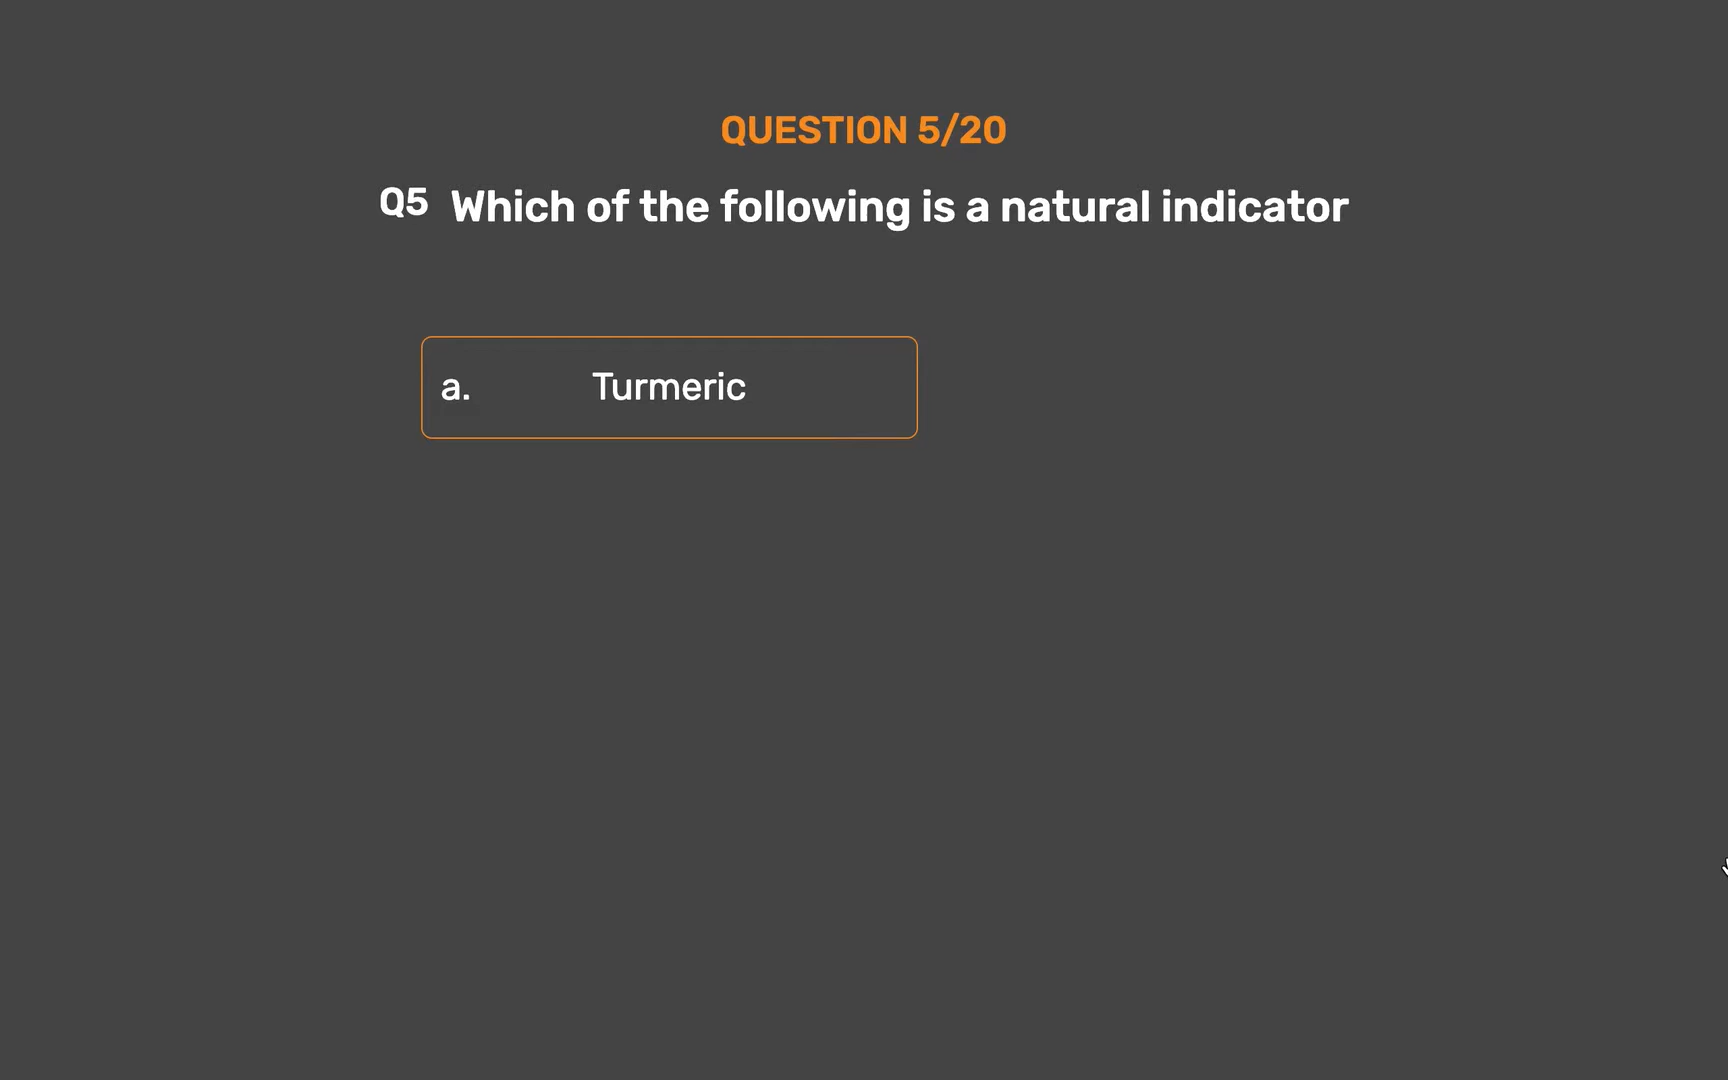 QUESTION 5/20
Q5 Which of the following is a natural indicator
a. Turmeric